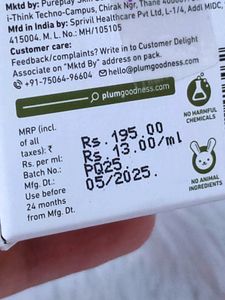 Mktd by: Pureplay Skin
i-Think Techno-Campus, Chirak Ngr, Thane
Mfd in India by: Sprivil Healthcare Pvt Ltd, L-1/4, Addl MIDC,
415004. M. L. No.: MH/105105
Customer care:
Feedback/complaints? Write in to Customer Delight
Associate on "Mktd By" address on pack.
+91-75064-96604 hello@plumgoodness.com
plumgoodness.com
NO HARMFUL
CHEMICALS
MRP (incl.
of all
taxes): ₹ Rs.195.00
Rs. per ml: Rs.13.00/ml
Batch No.: PQ25.
Mfg. Dt.: 05/2025.
Use before
24 months
from Mfg. Dt.
NO ANIMAL
INGREDIENTS